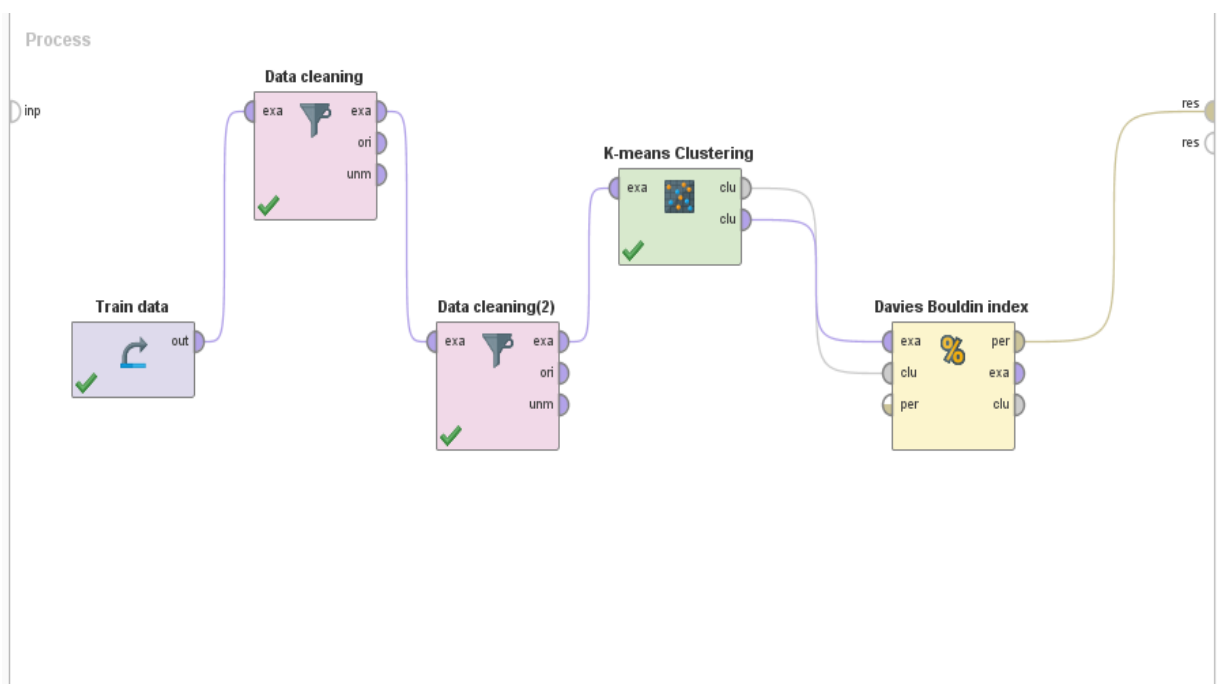 Process
inp
Data cleaning
exa exa
ori
unm
Train data
out
Data cleaning(2)
exa exa
ori
unm
K-means Clustering
exa clu
clu
Davies Bouldin index
exa per
clu exa
per clu
%
res
res